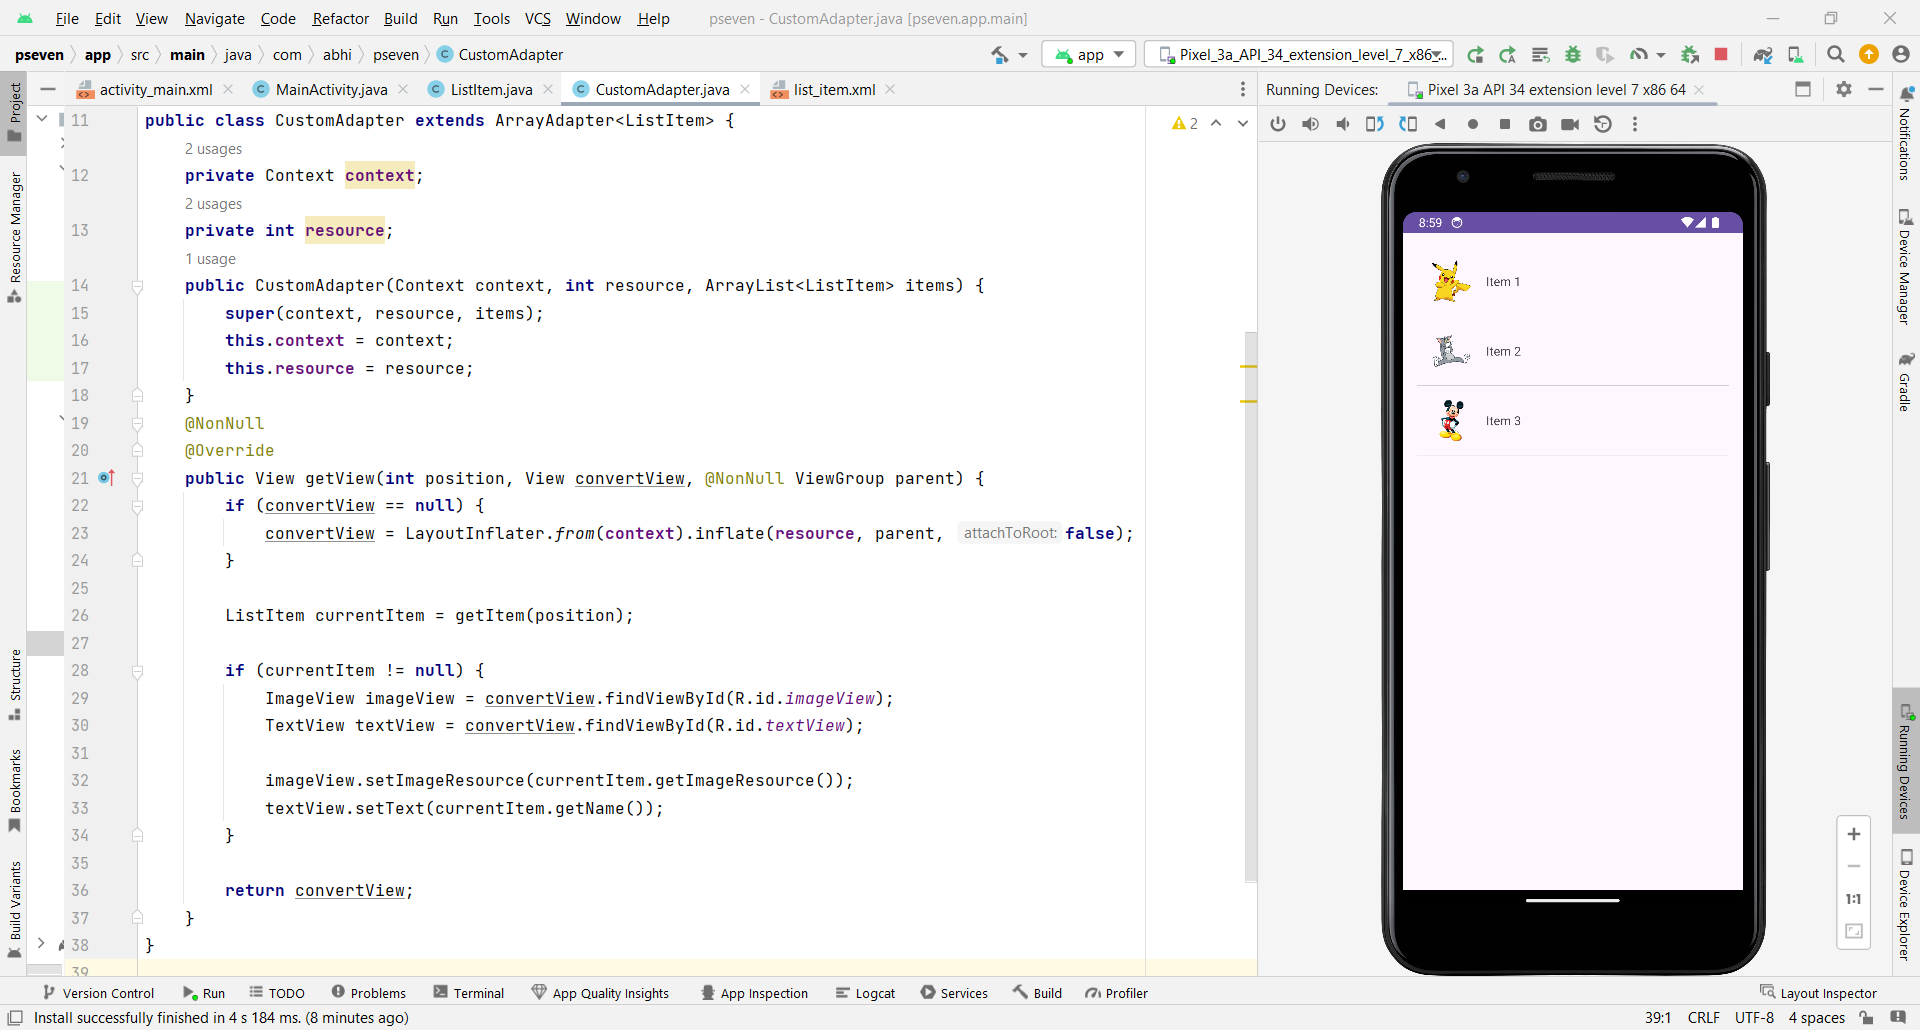 File Edit View Navigate Code Refactor Build Run Tools VCS Window Help pseven - CustomAdapter.java [pseven.app.main]
pseven app src main java com abhi pseven CustomAdapter app Pixel_3a_API_34_extension_level_7_x86_...
activity_main.xml MainActivity.java ListItem.java CustomAdapter.java list_item.xml
Running Devices: Pixel 3a API 34 extension level 7 x86 64
Project
Resource Manager
Structure
Bookmarks
Build Variants
2
11 public class CustomAdapter extends ArrayAdapter<ListItem> {
2 usages
12 private Context context;
2 usages
13 private int resource;
1 usage
14 public CustomAdapter(Context context, int resource, ArrayList<ListItem> items) {
15 super(context, resource, items);
16 this.context = context;
17 this.resource = resource;
18 }
19 @NonNull
20 @Override
21 public View getView(int position, View convertView, @NonNull ViewGroup parent) {
22 if (convertView == null) {
23 convertView = LayoutInflater.from(context).inflate(resource, parent, attachToRoot: false);
24 }
25
26 ListItem currentItem = getItem(position);
27
28 if (currentItem != null) {
29 ImageView imageView = convertView.findViewById(R.id.imageView);
30 TextView textView = convertView.findViewById(R.id.textView);
31
32 imageView.setImageResource(currentItem.getImageResource());
33 textView.setText(currentItem.getName());
34 }
35
36 return convertView;
37 }
38 }
39
8:59
Item 1
Item 2
Item 3
1:1
Notifications
Device Manager
Gradle
Running Devices
Device Explorer
Version Control Run TODO Problems Terminal App Quality Insights App Inspection Logcat Services Build Profiler Layout Inspector
Install successfully finished in 4 s 184 ms. (8 minutes ago) 39:1 CRLF UTF-8 4 spaces